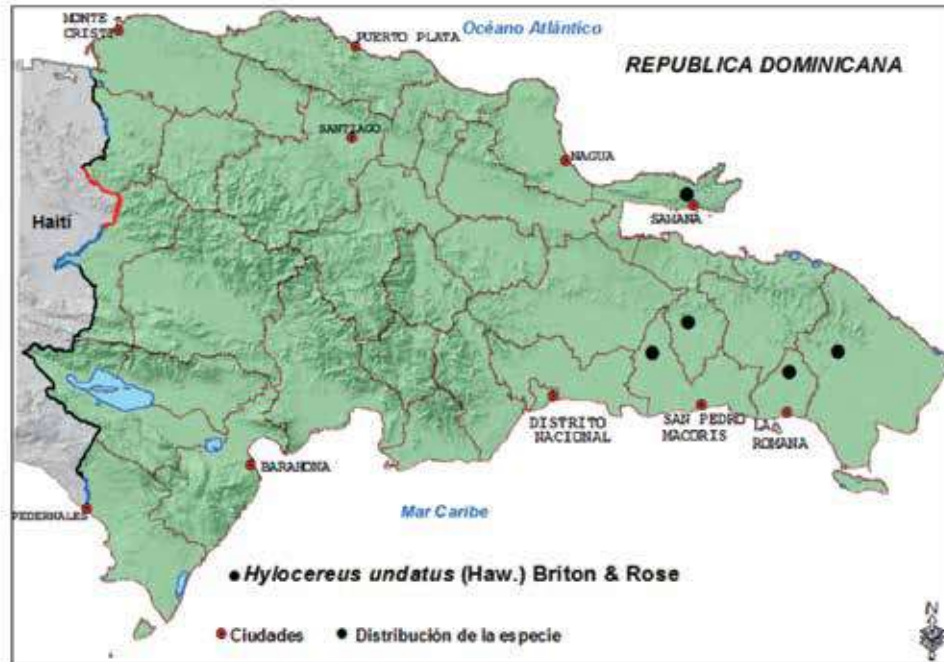 MONTE
CRISTI
PUERTO PLATA
Océano Atlántico
REPUBLICA DOMINICANA
SANTIAGO
NAGUA
SAMANA
Haití
DISTRITO
NACIONAL
SAN PEDRO
MACORIS
LA
ROMANA
BARAHONA
PEDERNALES
Mar Caribe
Hylocereus undatus (Haw.) Briton & Rose
Ciudades
Distribución de la especie
N